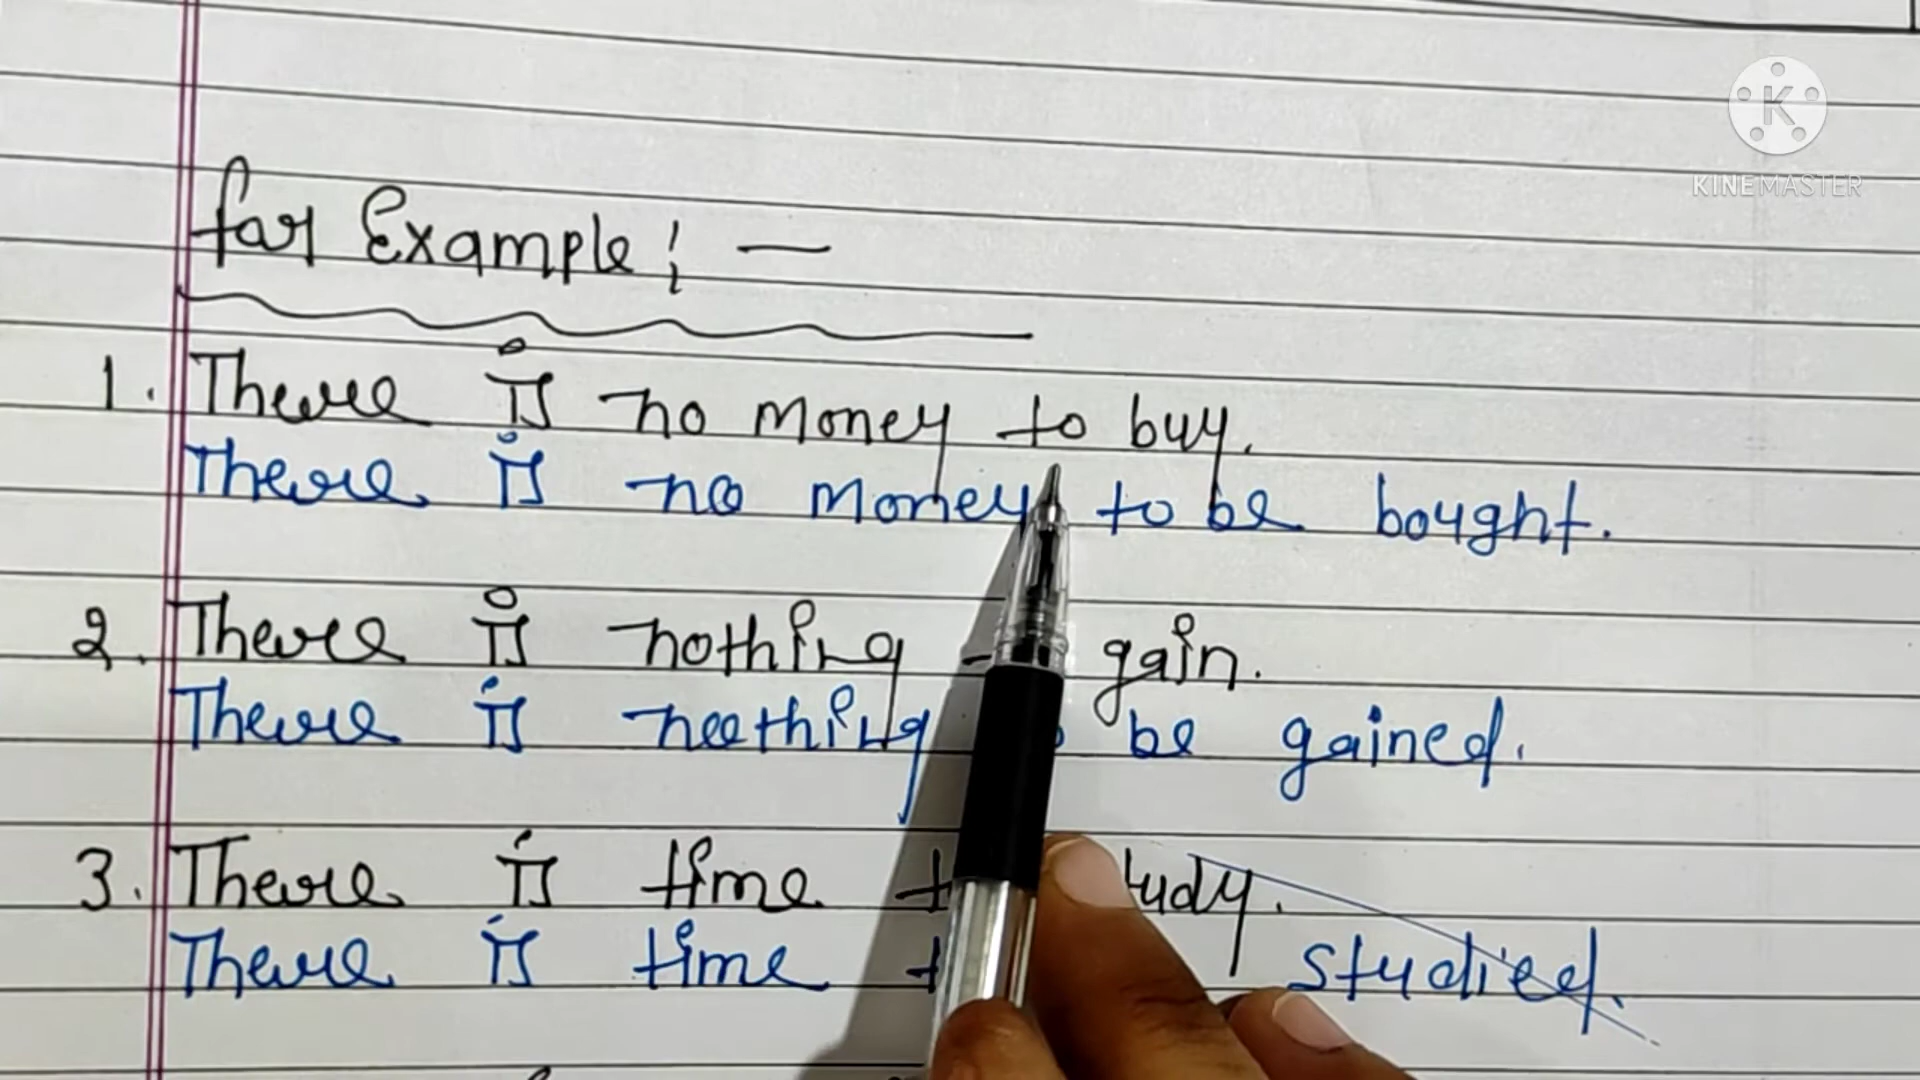 for Example : —
KINEMASTER
1. There is no money to buy.
There is no money to be bought.
2. There is nothing gain.
There is nothing be gained.
3. There is time
There is time studied.